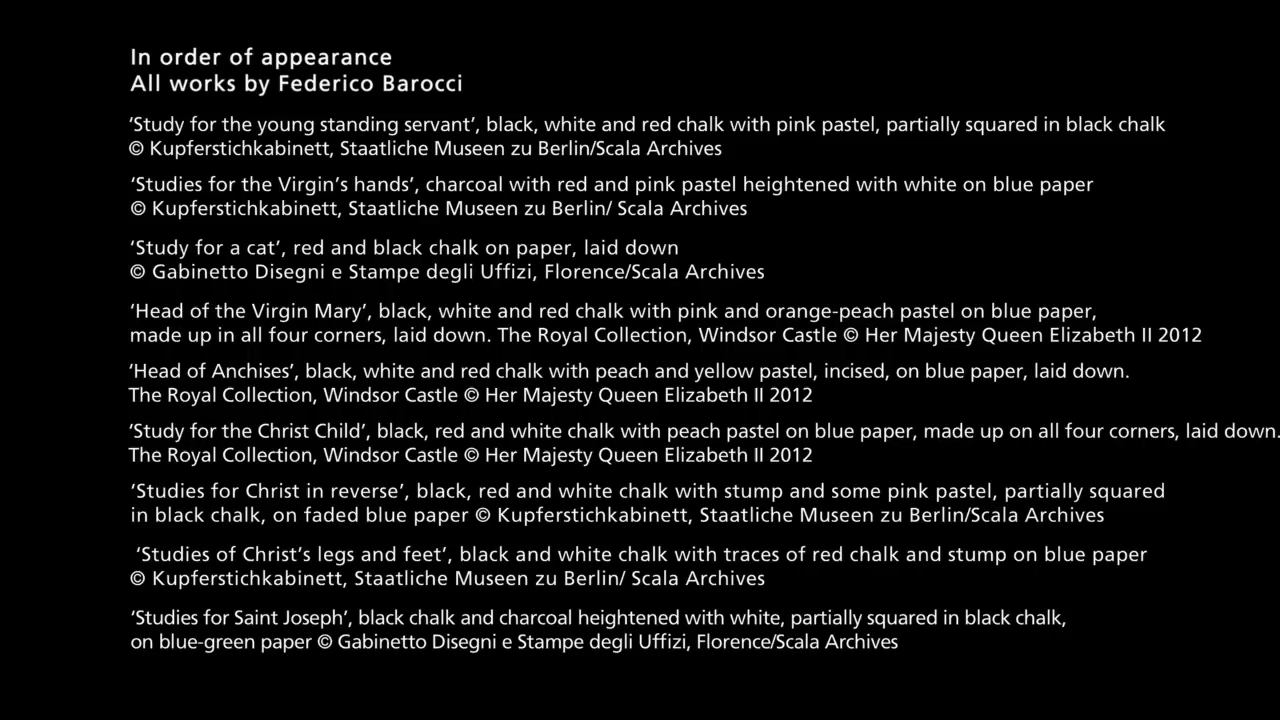 In order of appearance
All works by Federico Barocci
‘Study for the young standing servant’, black, white and red chalk with pink pastel, partially squared in black chalk
© Kupferstichkabinett, Staatliche Museen zu Berlin/Scala Archives
‘Studies for the Virgin’s hands’, charcoal with red and pink pastel heightened with white on blue paper
© Kupferstichkabinett, Staatliche Museen zu Berlin/ Scala Archives
‘Study for a cat’, red and black chalk on paper, laid down
© Gabinetto Disegni e Stampe degli Uffizi, Florence/Scala Archives
‘Head of the Virgin Mary’, black, white and red chalk with pink and orange-peach pastel on blue paper,
made up in all four corners, laid down. The Royal Collection, Windsor Castle © Her Majesty Queen Elizabeth II 2012
‘Head of Anchises’, black, white and red chalk with peach and yellow pastel, incised, on blue paper, laid down.
The Royal Collection, Windsor Castle © Her Majesty Queen Elizabeth II 2012
‘Study for the Christ Child’, black, red and white chalk with peach pastel on blue paper, made up on all four corners, laid down.
The Royal Collection, Windsor Castle © Her Majesty Queen Elizabeth II 2012
‘Studies for Christ in reverse’, black, red and white chalk with stump and some pink pastel, partially squared
in black chalk, on faded blue paper © Kupferstichkabinett, Staatliche Museen zu Berlin/Scala Archives
‘Studies of Christ’s legs and feet’, black and white chalk with traces of red chalk and stump on blue paper
© Kupferstichkabinett, Staatliche Museen zu Berlin/ Scala Archives
‘Studies for Saint Joseph’, black chalk and charcoal heightened with white, partially squared in black chalk,
on blue-green paper © Gabinetto Disegni e Stampe degli Uffizi, Florence/Scala Archives